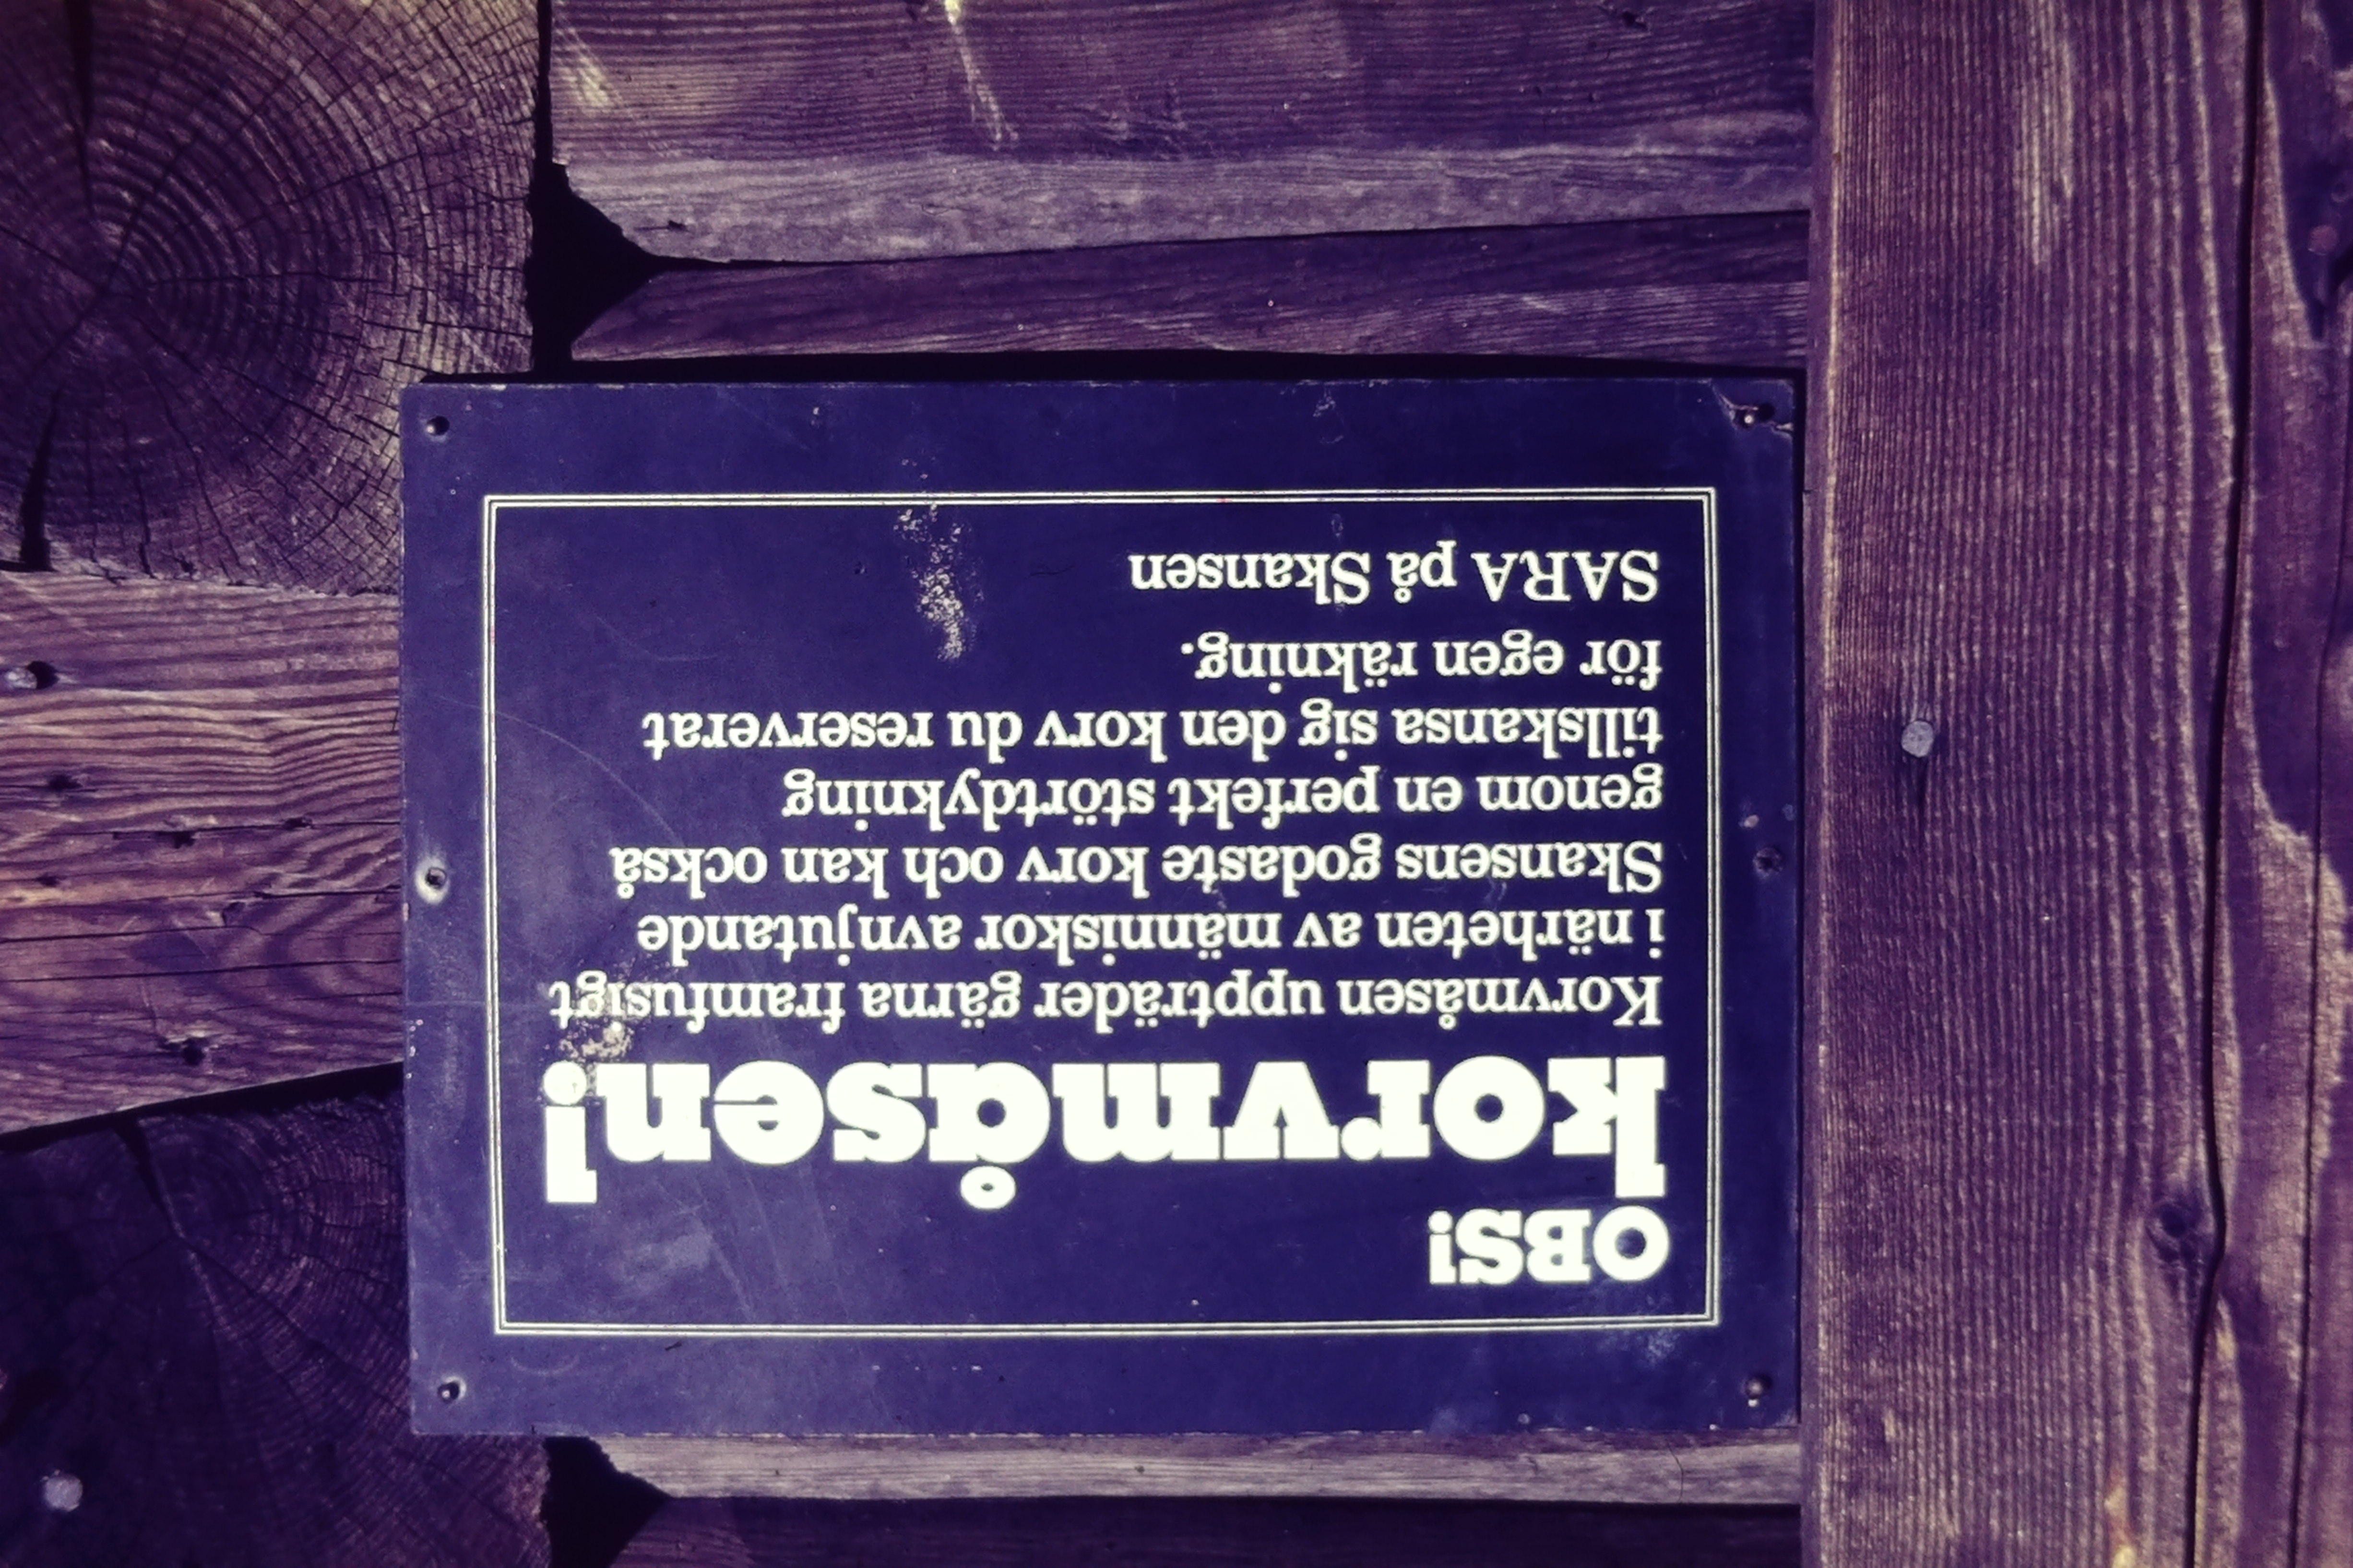 OBS!
korvmåsen!
Korvmåsen uppträder gärna framfusigt
i närheten av människor avnjutande
Skansens godaste korv och kan också
genom en perfekt störtdykning
tillskansa sig den korv du reserverat
för egen räkning.
SARA på Skansen